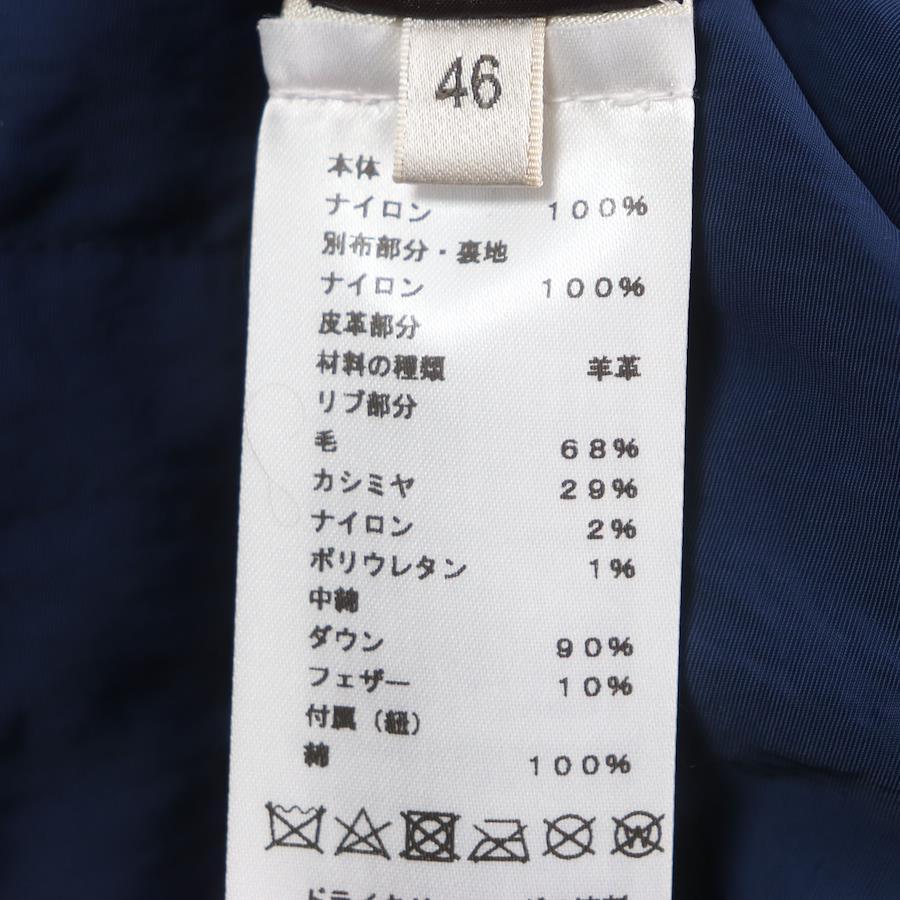 46
本体
ナイロン 100%
別布部分・裏地
ナイロン 100%
皮革部分
材料の種類 羊革
リブ部分
毛 68%
カシミヤ 29%
ナイロン 2%
ポリウレタン 1%
中綿
ダウン 90%
フェザー 10%
付属（紐）
綿 100%
W